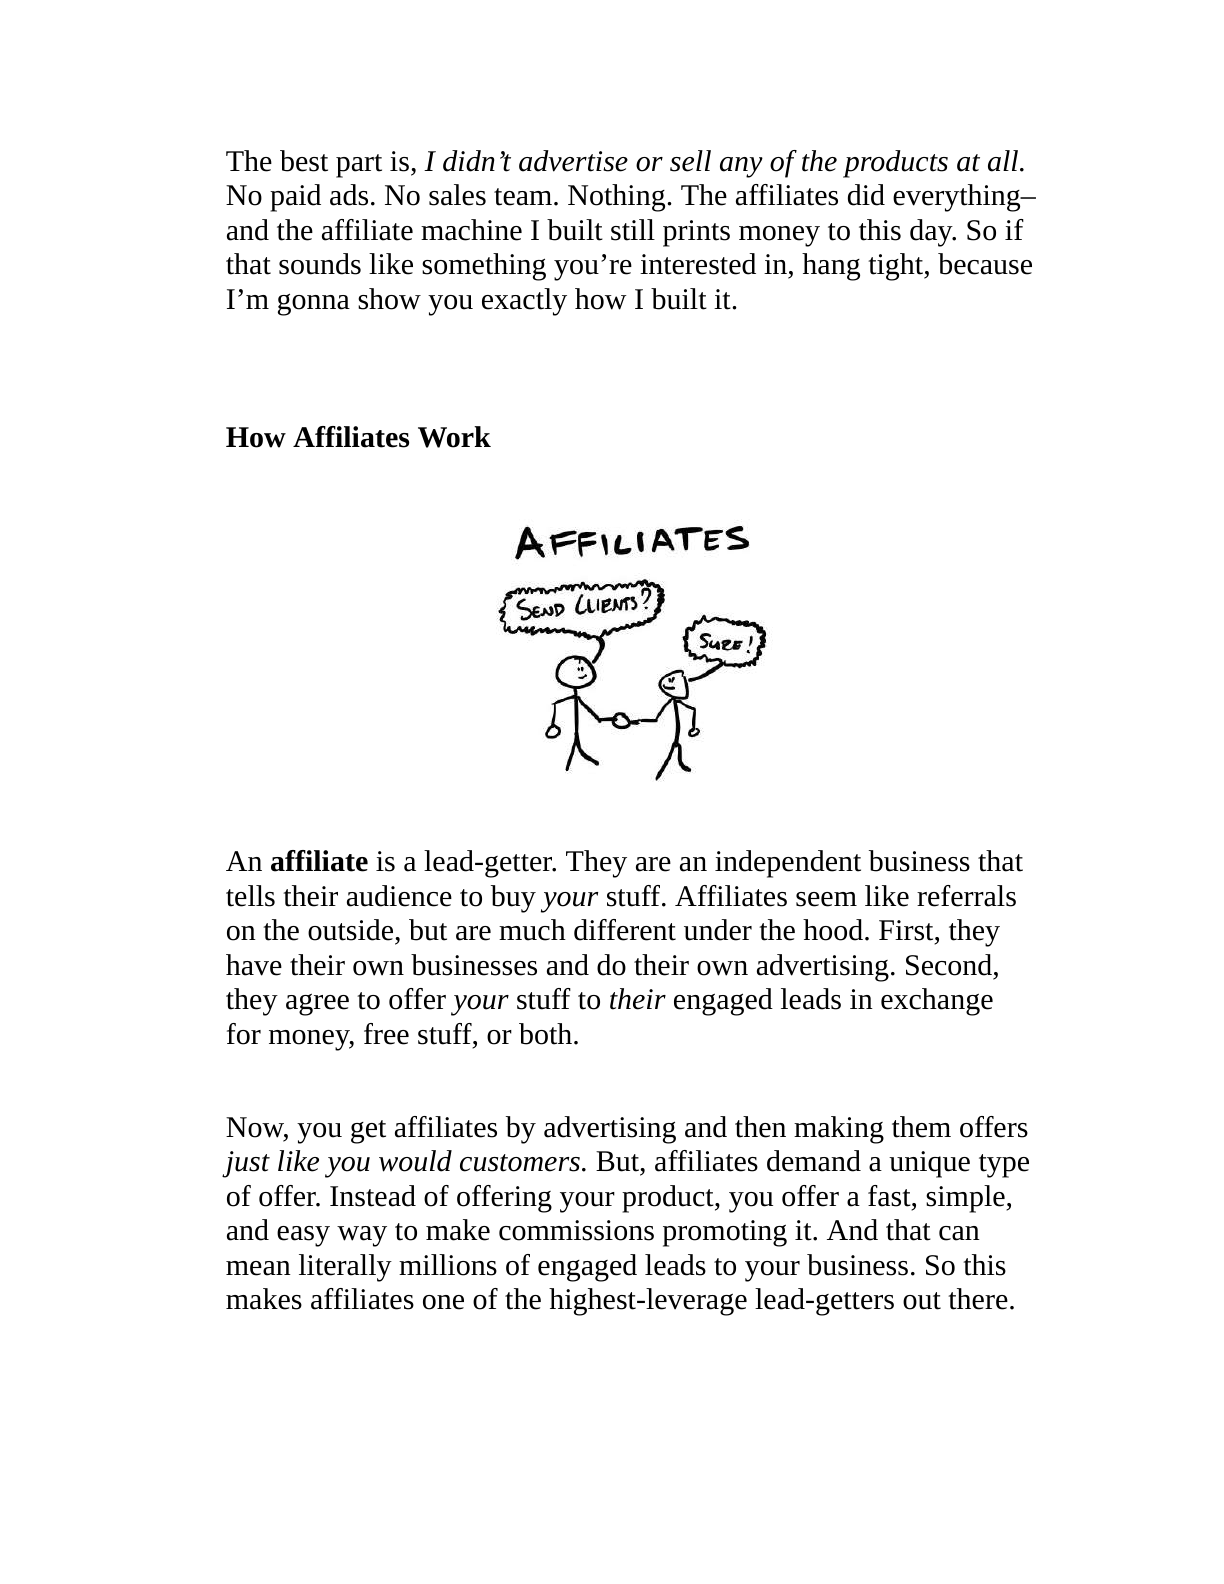 The best part is, I didn’t advertise or sell any of the products at all.
No paid ads. No sales team. Nothing. The affiliates did everything–
and the affiliate machine I built still prints money to this day. So if
that sounds like something you’re interested in, hang tight, because
I’m gonna show you exactly how I built it.
How Affiliates Work
AFFILIATES
SEND CLIENTS?
SURE!
An affiliate is a lead-getter. They are an independent business that
tells their audience to buy your stuff. Affiliates seem like referrals
on the outside, but are much different under the hood. First, they
have their own businesses and do their own advertising. Second,
they agree to offer your stuff to their engaged leads in exchange
for money, free stuff, or both.
Now, you get affiliates by advertising and then making them offers
just like you would customers. But, affiliates demand a unique type
of offer. Instead of offering your product, you offer a fast, simple,
and easy way to make commissions promoting it. And that can
mean literally millions of engaged leads to your business. So this
makes affiliates one of the highest-leverage lead-getters out there.